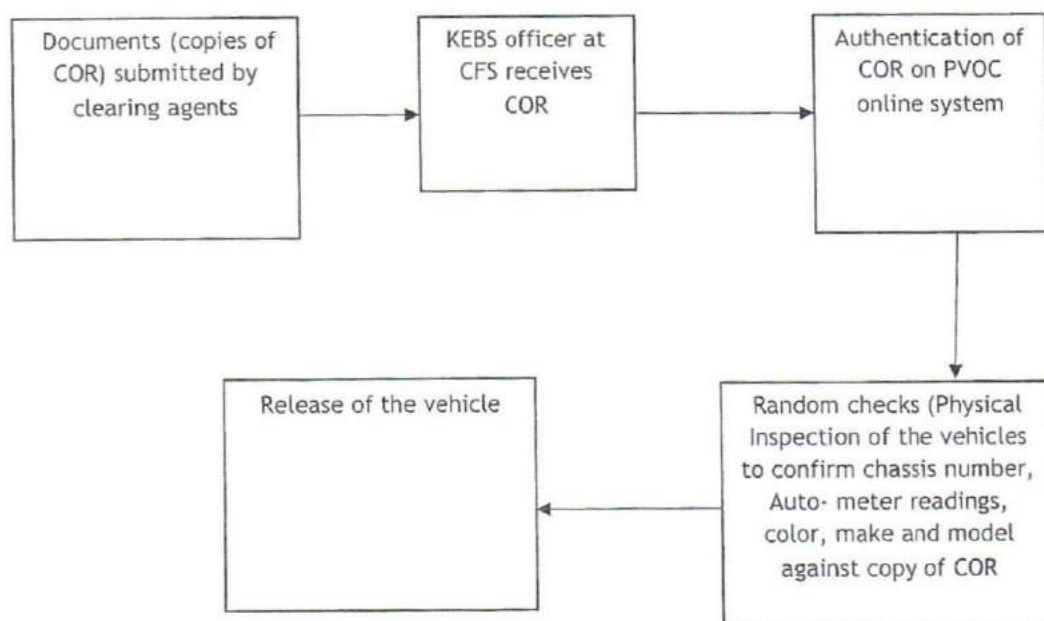 Documents (copies of
COR) submitted by
clearing agents
KEBS officer at
CFS receives
COR
Authentication of
COR on PVOC
online system
Random checks (Physical
Inspection of the vehicles
to confirm chassis number,
Auto- meter readings,
color, make and model
against copy of COR
Release of the vehicle